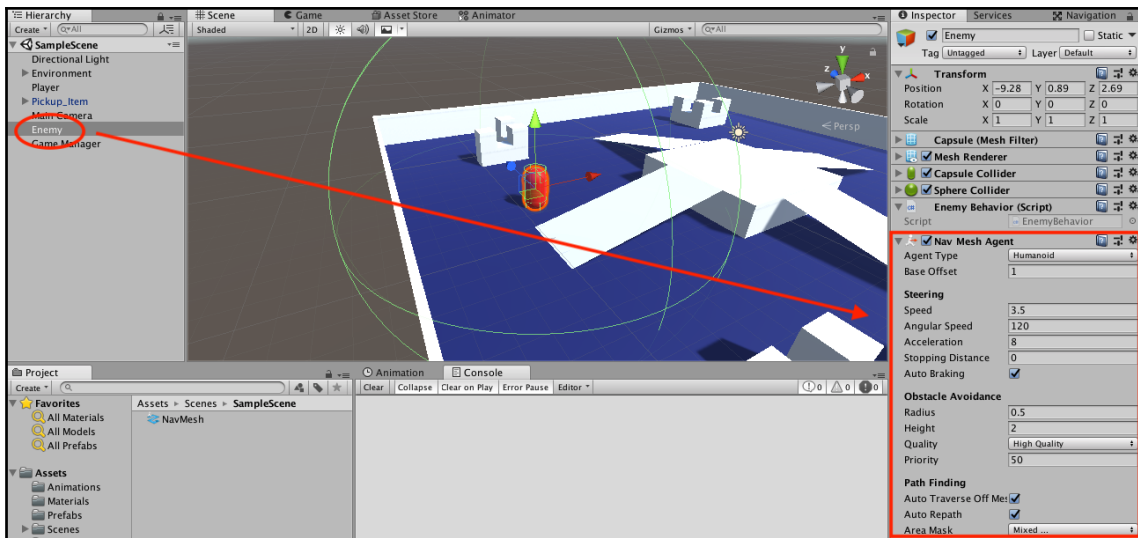 Hierarchy
Create
All
SampleScene
Directional Light
Environment
Player
Pickup_Item
Main Camera
Enemy
Game Manager
Scene Game Asset Store Animator
Shaded 2D Gizmos All
y
z x
Persp
Project
Create
Favorites
All Materials
All Models
All Prefabs
Assets
Animations
Materials
Prefabs
Scenes
Assets Scenes SampleScene
NavMesh
Animation Console
Clear Collapse Clear on Play Error Pause Editor 0 0 0
Inspector Services Navigation
Enemy Static
Tag Untagged Layer Default
Transform
Position X -9.28 Y 0.89 Z 2.69
Rotation X 0 Y 0 Z 0
Scale X 1 Y 1 Z 1
Capsule (Mesh Filter)
Mesh Renderer
Capsule Collider
Sphere Collider
Enemy Behavior (Script)
Script EnemyBehavior
Nav Mesh Agent
Agent Type Humanoid
Base Offset 1
Steering
Speed 3.5
Angular Speed 120
Acceleration 8
Stopping Distance 0
Auto Braking
Obstacle Avoidance
Radius 0.5
Height 2
Quality High Quality
Priority 50
Path Finding
Auto Traverse Off Mes
Auto Repath
Area Mask Mixed ...